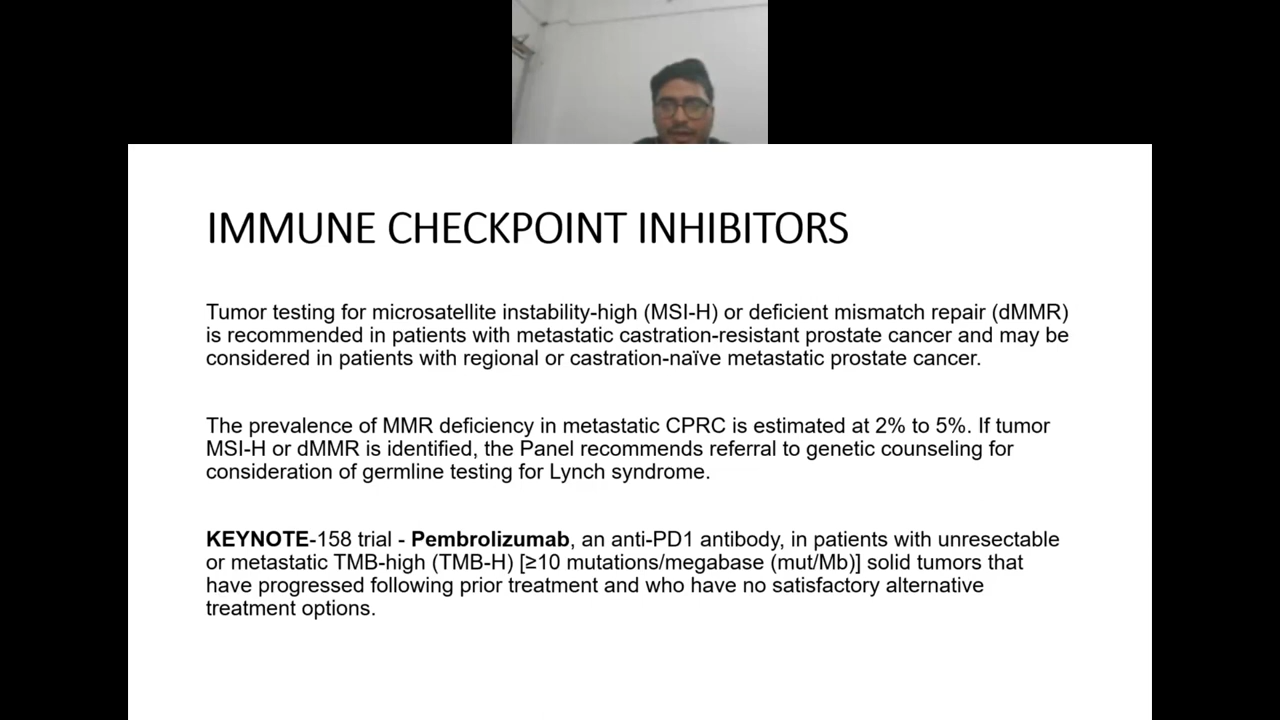 IMMUNE CHECKPOINT INHIBITORS
Tumor testing for microsatellite instability-high (MSI-H) or deficient mismatch repair (dMMR)
is recommended in patients with metastatic castration-resistant prostate cancer and may be
considered in patients with regional or castration-naïve metastatic prostate cancer.
The prevalence of MMR deficiency in metastatic CPRC is estimated at 2% to 5%. If tumor
MSI-H or dMMR is identified, the Panel recommends referral to genetic counseling for
consideration of germline testing for Lynch syndrome.
KEYNOTE-158 trial - Pembrolizumab, an anti-PD1 antibody, in patients with unresectable
or metastatic TMB-high (TMB-H) [≥10 mutations/megabase (mut/Mb)] solid tumors that
have progressed following prior treatment and who have no satisfactory alternative
treatment options.